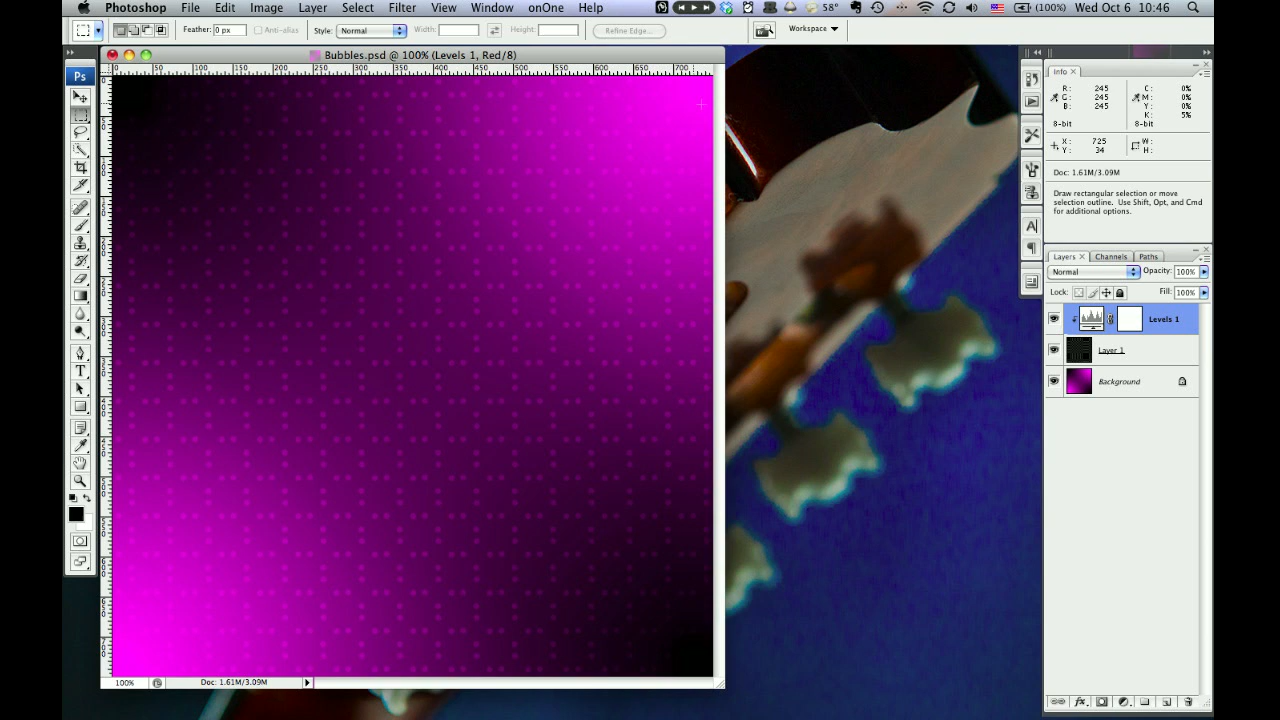 Photoshop File Edit Image Layer Select Filter Analysis View Window onOne Help 58° (100%) Wed Oct 6 10:46
Feather: 0 px Anti-alias Style: Normal Width: Height: Refine Edge... Workspace
Bubbles.psd @ 100% (Levels 1, Red/8)
0 50 100 150 200 250 300 350 400 450 500 550 600 650 700
Ps
T
A
Info
R: 245 C: 0%
G: 245 M: 0%
B: 245 Y: 0%
K: 5%
8-bit 8-bit
X: 725 W:
Y: 34 H:
Doc: 1.61M/3.09M
Draw rectangular selection or move
selection outline. Use Shift, Opt, and Cmd
for additional options.
Layers Channels Paths
Normal Opacity: 100%
Lock: Fill: 100%
Levels 1
Layer 1
Background
100% Doc: 1.61M/3.09M
fx